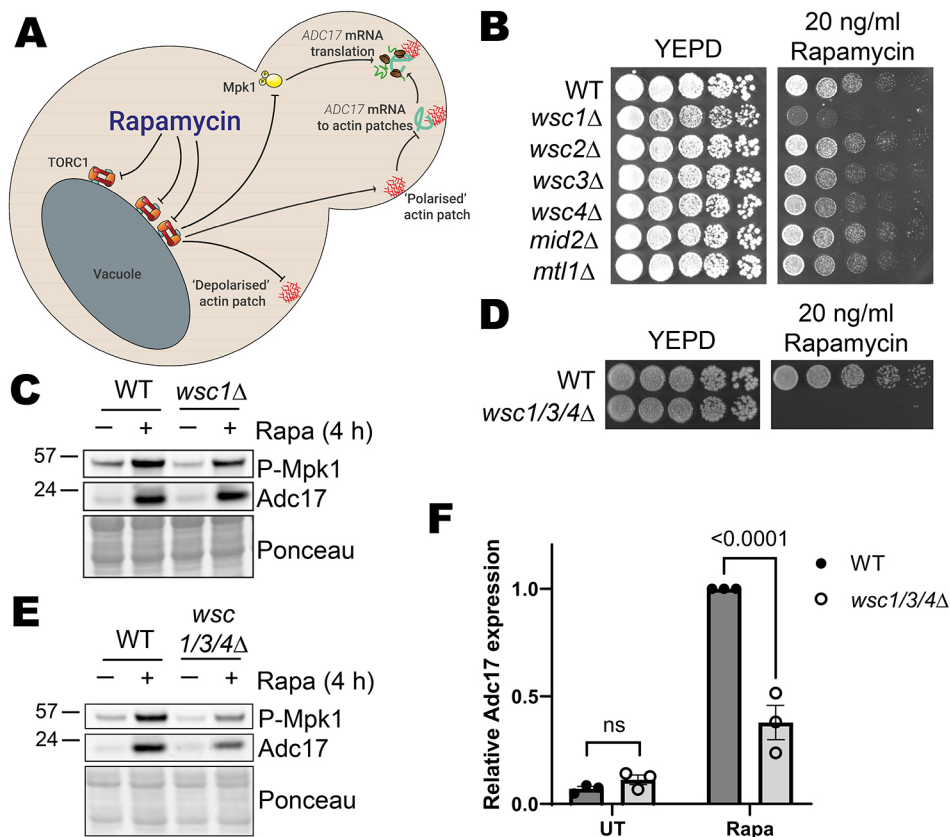 A
ADC17 mRNA
translation
Mpk1
P
P
ADC17 mRNA
to actin patches
Rapamycin
TORC1
'Polarised'
actin patch
Vacuole
'Depolarised'
actin patch
B
YEPD
20 ng/ml
Rapamycin
WT
wsc1Δ
wsc2Δ
wsc3Δ
wsc4Δ
mid2Δ
mtl1Δ
D
YEPD
20 ng/ml
Rapamycin
WT
wsc1/3/4Δ
C
WT
wsc1Δ
– + – + Rapa (4 h)
57
P-Mpk1
24
Adc17
Ponceau
E
WT
wsc
1/3/4Δ
– + – + Rapa (4 h)
57
P-Mpk1
24
Adc17
Ponceau
F
Relative Adc17 expression
1.0
0.5
0.0
ns
<0.0001
UT
Rapa
WT
wsc1/3/4Δ